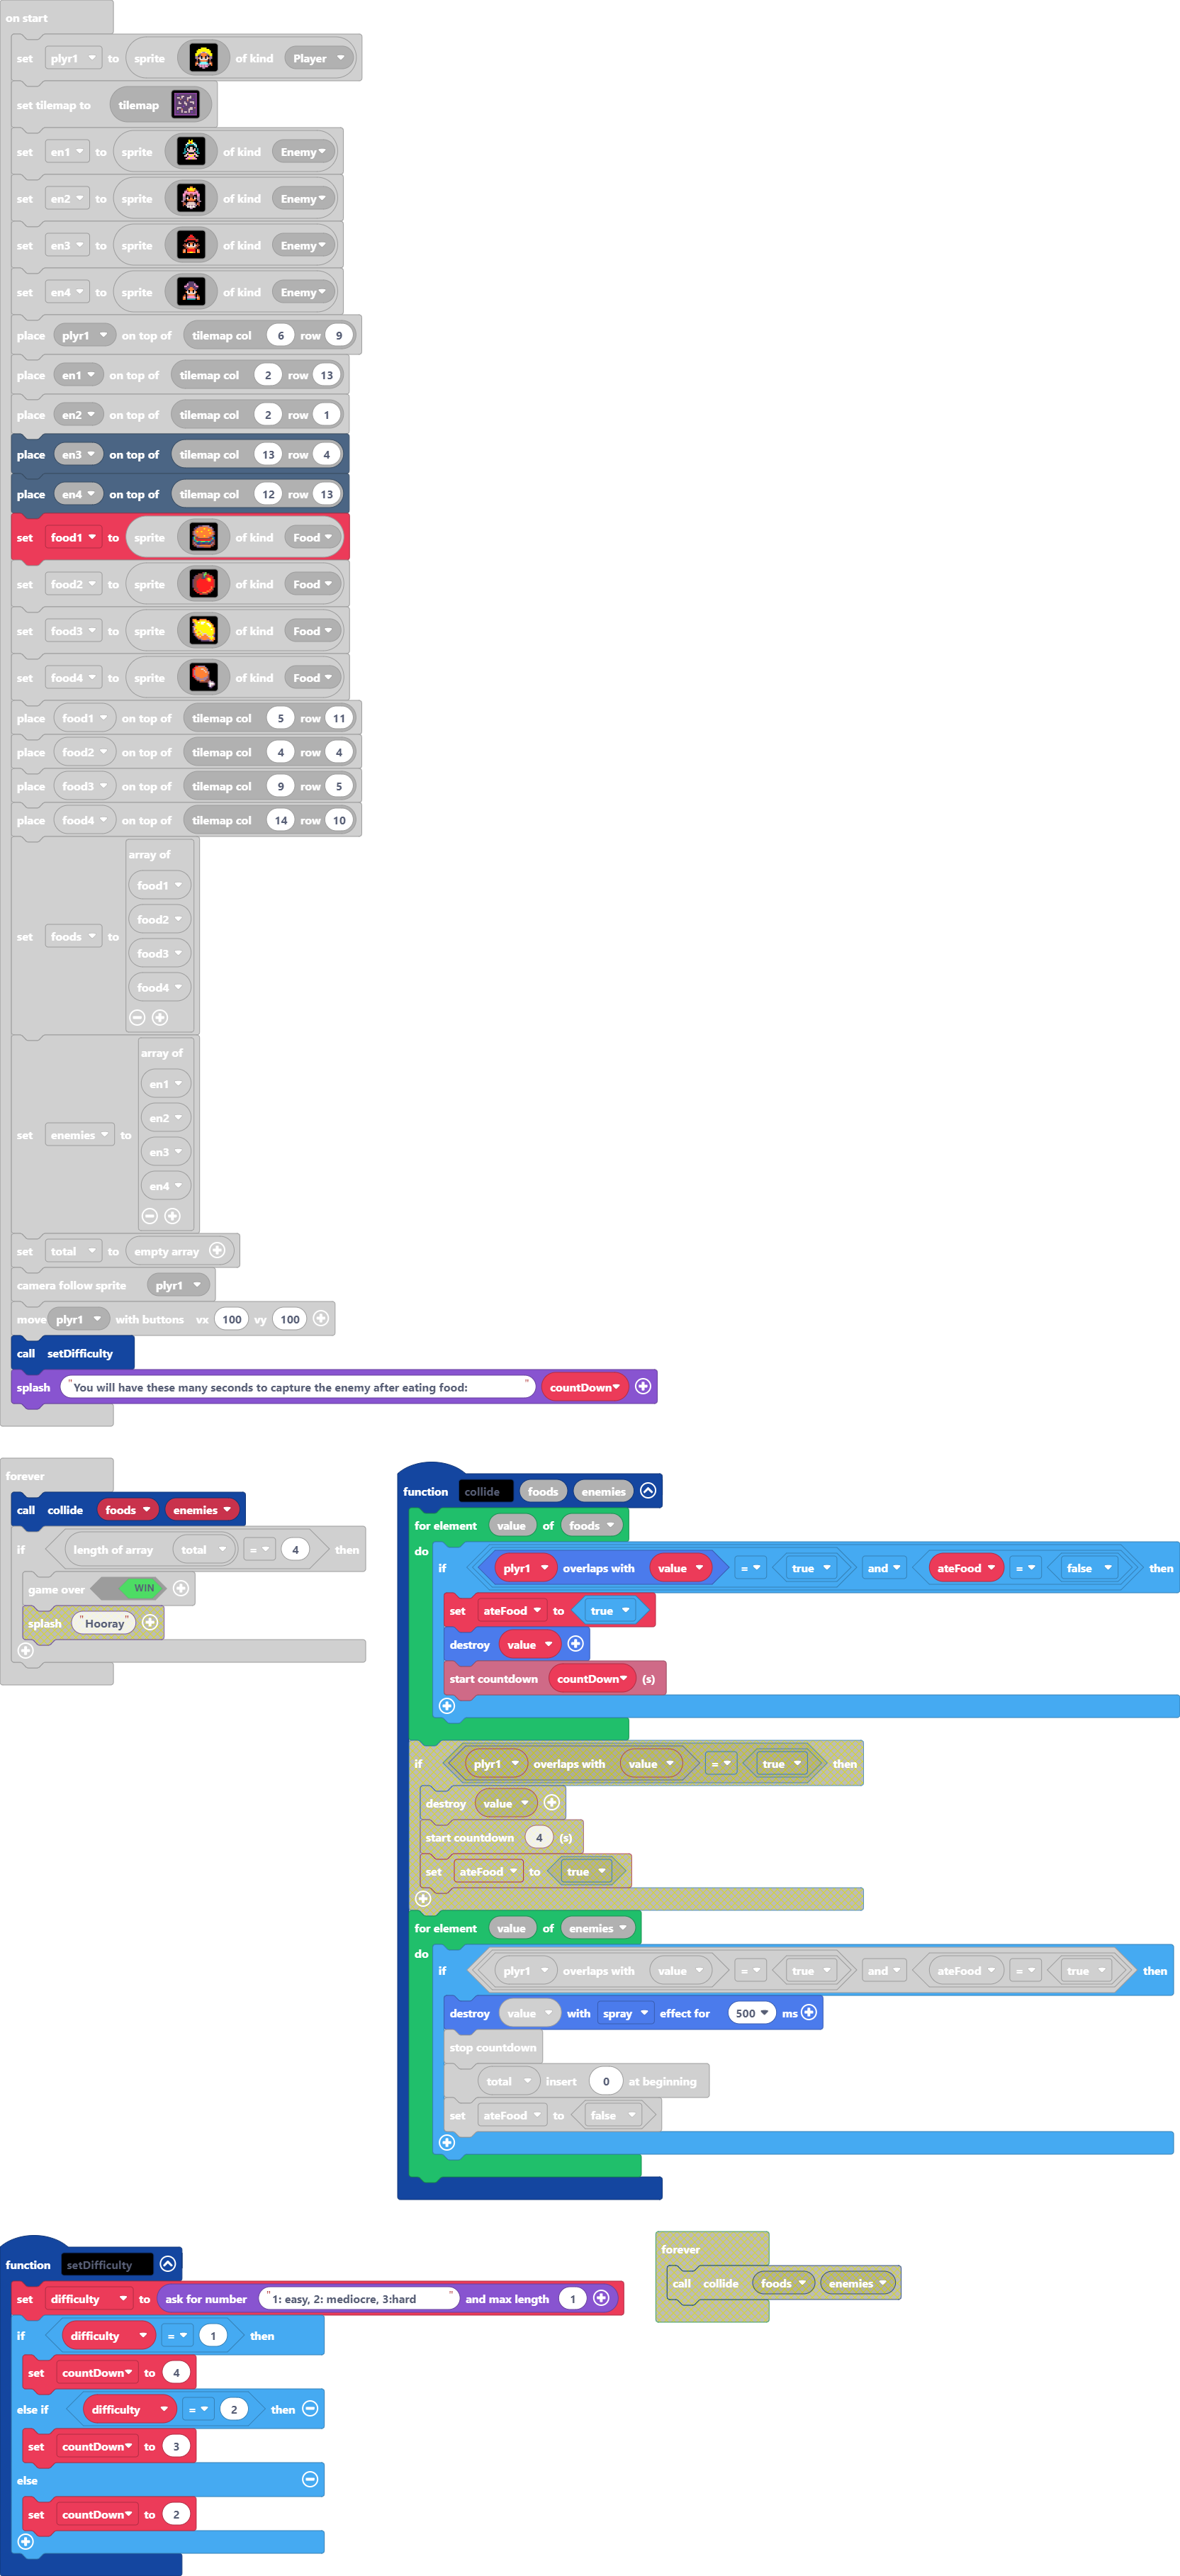 on start
set plyr1 to sprite of kind Player
set tilemap to tilemap
set en1 to sprite of kind Enemy
set en2 to sprite of kind Enemy
set en3 to sprite of kind Enemy
set en4 to sprite of kind Enemy
place plyr1 on top of tilemap col 6 row 9
place en1 on top of tilemap col 2 row 13
place en2 on top of tilemap col 2 row 1
place en3 on top of tilemap col 13 row 4
place en4 on top of tilemap col 12 row 13
set food1 to sprite of kind Food
set food2 to sprite of kind Food
set food3 to sprite of kind Food
set food4 to sprite of kind Food
place food1 on top of tilemap col 5 row 11
place food2 on top of tilemap col 4 row 4
place food3 on top of tilemap col 9 row 5
place food4 on top of tilemap col 14 row 10
set foods to array of
food1
food2
food3
food4
set enemies to array of
en1
en2
en3
en4
set total to empty array
camera follow sprite plyr1
move plyr1 with buttons vx 100 vy 100
call setDifficulty
splash "You will have these many seconds to capture the enemy after eating food: " countDown
forever
call collide foods enemies
if length of array total = 4 then
game over WIN
splash "Hooray"
function collide foods enemies
for element value of foods
do
if plyr1 overlaps with value = true and ateFood = false then
set ateFood to true
destroy value
start countdown countDown (s)
if plyr1 overlaps with value = true then
destroy value
start countdown 4 (s)
set ateFood to true
for element value of enemies
do
if plyr1 overlaps with value = true and ateFood = true then
destroy value with spray effect for 500 ms
stop countdown
total insert 0 at beginning
set ateFood to false
function setDifficulty
set difficulty to ask for number "1: easy, 2: mediocre, 3:hard " and max length 1
if difficulty = 1 then
set countDown to 4
else if difficulty = 2 then
set countDown to 3
else
set countDown to 2
forever
call collide foods enemies